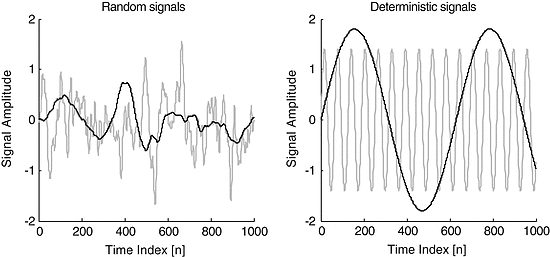 Random signals
Signal Amplitude
2
1
0
-1
-2
0 200 400 600 800 1000
Time Index [n]
Deterministic signals
Signal Amplitude
2
1
0
-1
-2
0 200 400 600 800 1000
Time Index [n]